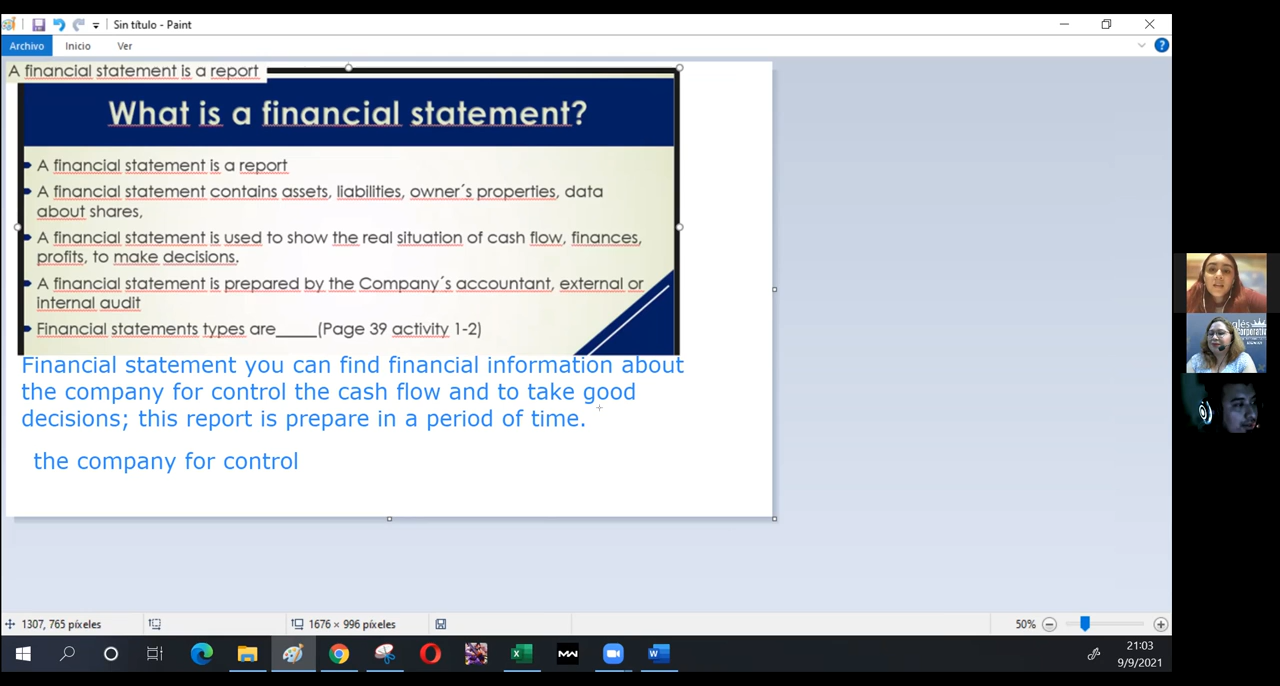 Sin título - Paint
Archivo Inicio Ver
A financial statement is a report
What is a financial statement?
A financial statement is a report
A financial statement contains assets, liabilities, owner´s properties, data
about shares,
A financial statement is used to show the real situation of cash flow, finances,
profits, to make decisions.
A financial statement is prepared by the Company´s accountant, external or
internal audit
Financial statements types are_____(Page 39 activity 1-2)
Financial statement you can find financial information about
the company for control the cash flow and to take good
decisions; this report is prepare in a period of time.
the company for control
1307, 765 píxeles 1676 × 996 píxeles 50%
21:03
9/9/2021